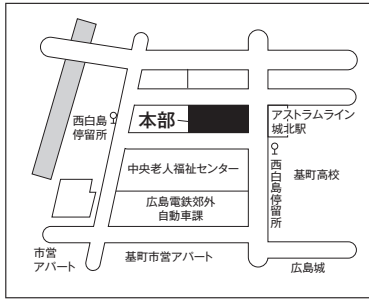 西白島
停留所
本部
アストラムライン
城北駅
西白島停留所
基町高校
中央老人福祉センター
広島電鉄郊外
自動車課
市営
アパート
基町市営アパート
広島城